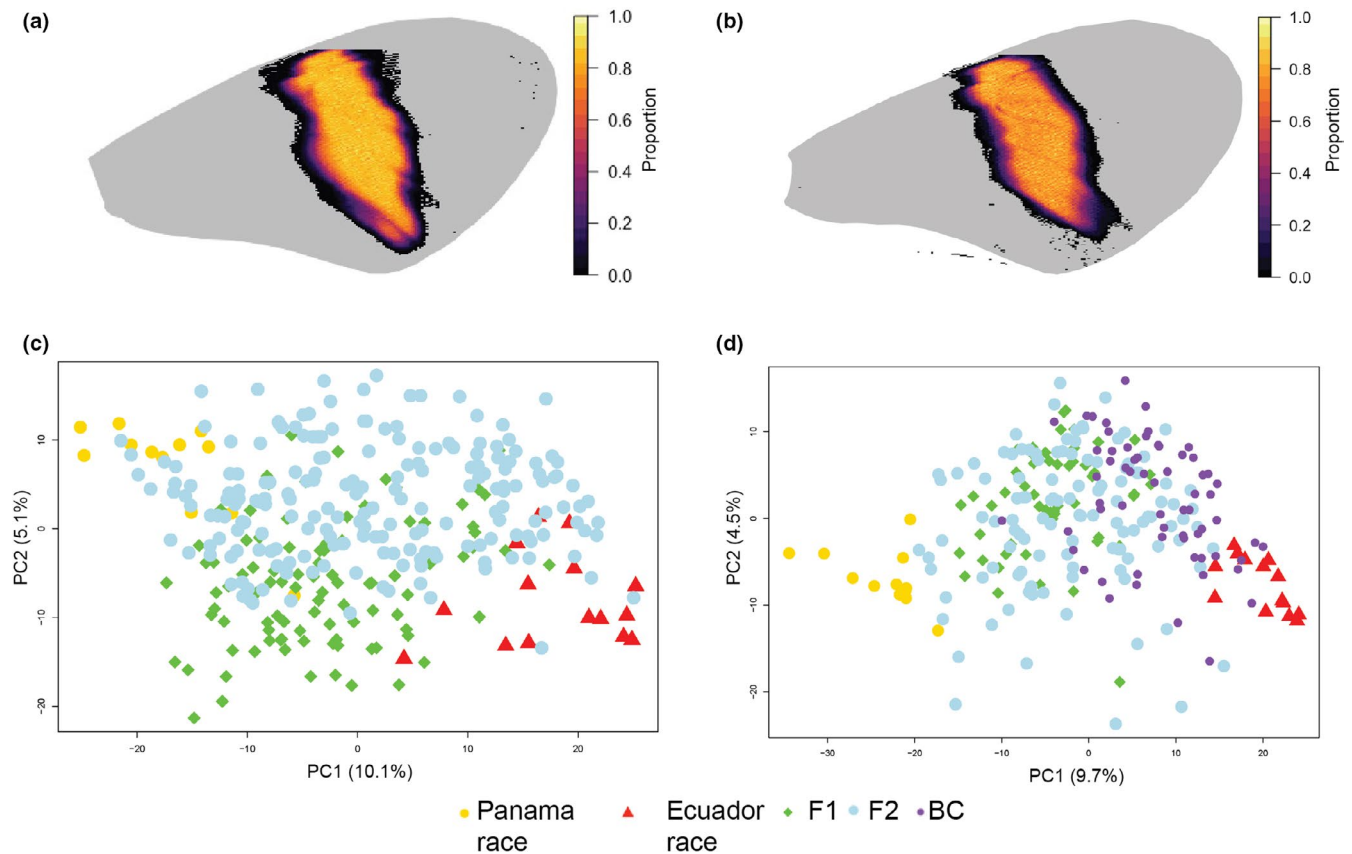 (a)
1.0
0.8
0.6
0.4
0.2
0.0
Proportion
(b)
1.0
0.8
0.6
0.4
0.2
0.0
Proportion
(c)
10
0
−10
−20
PC2 (5.1%)
−20
−10
0
10
20
PC1 (10.1%)
(d)
10
0
−10
−20
PC2 (4.5%)
−30
−20
−10
0
10
20
PC1 (9.7%)
Panama race
Ecuador race
F1
F2
BC